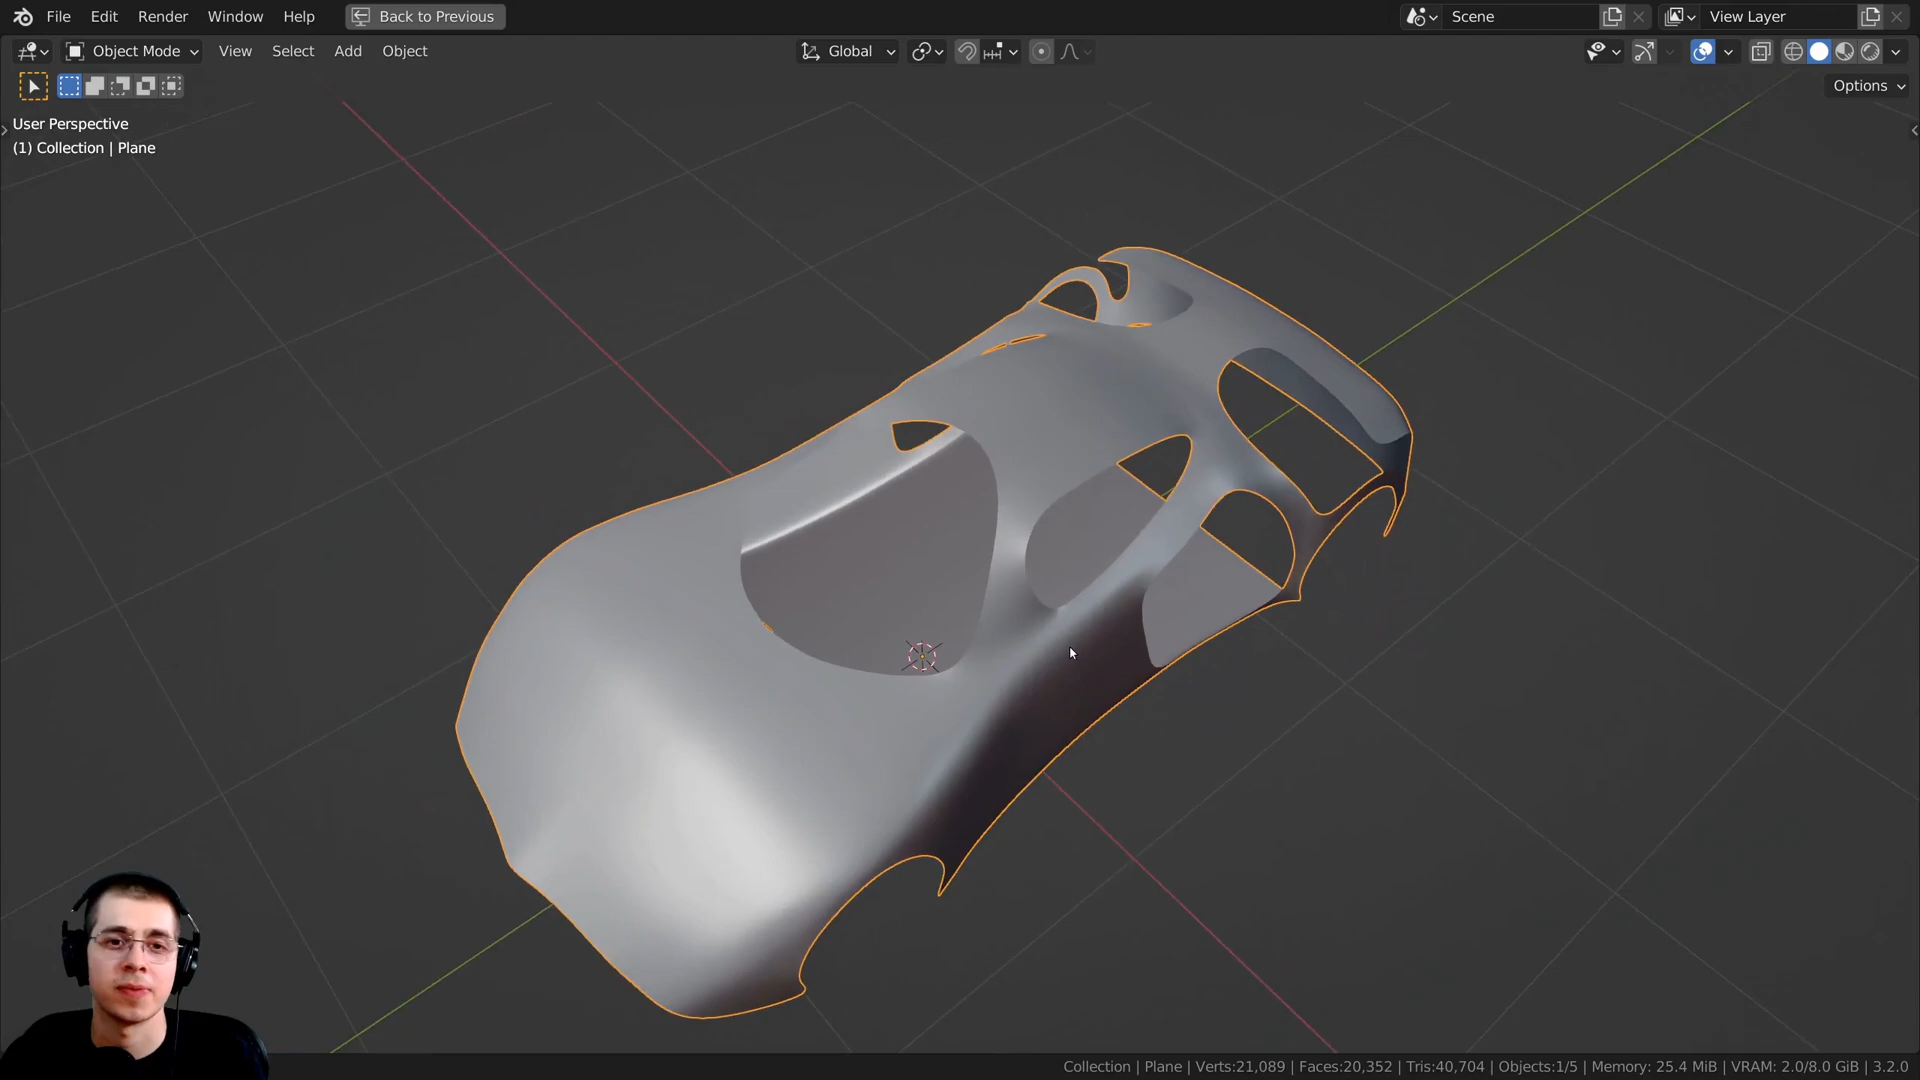 File Edit Render Window Help Back to Previous Scene View Layer
Object Mode View Select Add Object Global
Options
User Perspective
(1) Collection | Plane
Collection | Plane | Verts:21,089 | Faces:20,352 | Tris:40,704 | Objects:1/5 | Memory: 25.4 MiB | VRAM: 2.0/8.0 GiB | 3.2.0